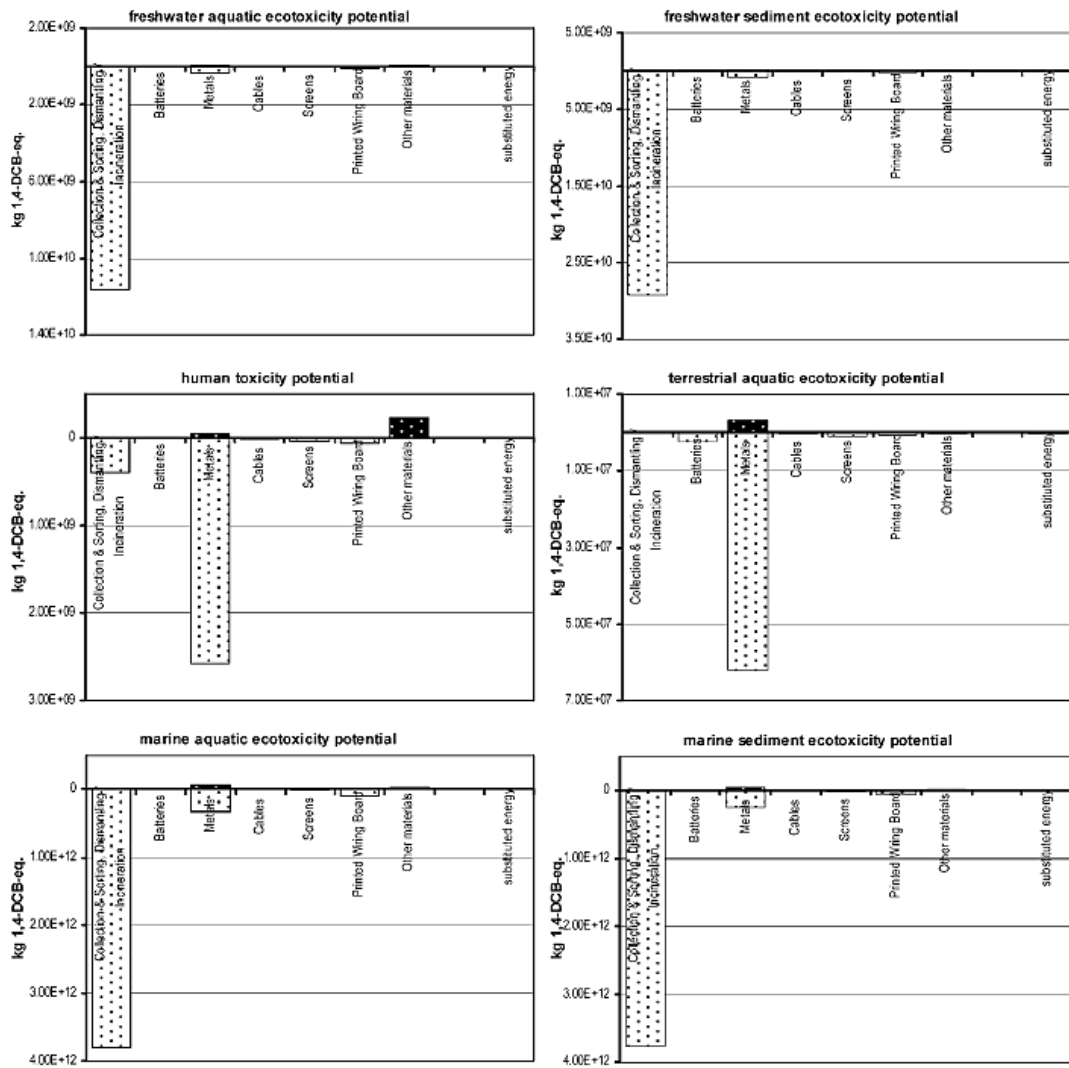 freshwater aquatic ecotoxicity potential
2.00E+09
2.00E+09
6.00E+09
1.00E+10
1.40E+10
kg 1,4-DCB-eq.
Collection & Sorting, Dismanting
Incineration
Batteries
Metals
Cables
Screens
Printed Wiring Board
Other materials
substituted energy
freshwater sediment ecotoxicity potential
5.00E+09
5.00E+09
1.50E+10
2.50E+10
3.50E+10
kg 1,4-DCB-eq.
Collection & Sorting, Dismanting
Incineration
Batteries
Metals
Cables
Screens
Printed Wiring Board
Other materials
substituted energy
human toxicity potential
0
1.00E+09
2.00E+09
3.00E+09
kg 1,4-DCB-eq.
Collection & Sorting, Dismanting
Incineration
Batteries
Metals
Cables
Screens
Printed Wiring Board
Other materials
substituted energy
terrestrial aquatic ecotoxicity potential
1.00E+07
1.00E+07
3.00E+07
5.00E+07
7.00E+07
kg 1,4-DCB-eq.
Collection & Sorting, Dismanting
Incineration
Batteries
Metals
Cables
Screens
Printed Wiring Board
Other materials
substituted energy
marine aquatic ecotoxicity potential
0
1.00E+12
2.00E+12
3.00E+12
4.00E+12
kg 1,4-DCB-eq.
Collection & Sorting, Dismanting
Incineration
Batteries
Metals
Cables
Screens
Printed Wiring Board
Other materials
substituted energy
marine sediment ecotoxicity potential
0
1.00E+12
2.00E+12
3.00E+12
4.00E+12
kg 1,4-DCB-eq.
Collection & Sorting, Dismanting
Incineration
Batteries
Metals
Cables
Screens
Printed Wiring Board
Other materials
substituted energy